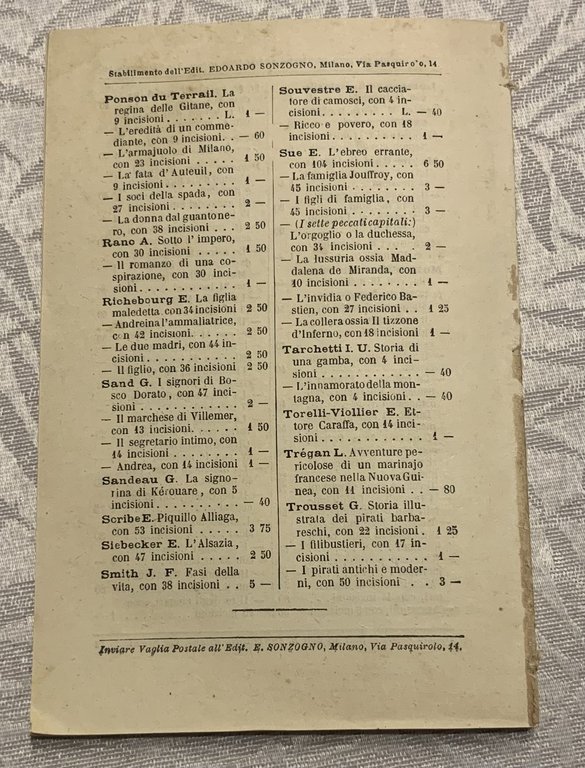 Stabilimento dell'Edit. EDOARDO SONZOGNO, Milano, Via Pasquirolo, 14
Ponson du Terrail. La
regina delle Gitane, con
9 incisioni . . . . . . . L. 1 —
— L'eredità di un comme-
diante, con 9 incisioni . . — 60
— L'armajuolo di Milano,
con 23 incisioni . . . . . 1 50
— La fata d'Auteuil, con
9 incisioni . . . . . . . . 1 —
— I soci della spada, con
27 incisioni . . . . . . . . 2 —
— La donna dal guanto ne-
ro, con 38 incisioni . . . 2 50
Ranc A. Sotto l'impero,
con 30 incisioni . . . . . 1 50
— Il romanzo di una co-
spirazione, con 30 inci-
sioni . . . . . . . . . . . 1 —
Richebourg E. La figlia
maledetta con 34 incisioni 2 50
— Andreina l'ammaliatrice,
con 42 incisioni. . . . . 2 50
— Le due madri, con 44 in-
cisioni . . . . . . . . . . 2 50
— Il figlio, con 36 incisioni 2 50
Sand G. I signori di Bo-
sco Dorato, con 47 inci-
sioni . . . . . . . . . . . 2 —
— Il marchese di Villemer,
con 13 incisioni. . . . . 1 50
— Il segretario intimo, con
14 incisioni . . . . . . . 1 —
— Andrea, con 14 incisioni 1 —
Sandeau G. La signo-
rina di Kérouare, con 5
incisioni . . . . . . . . . — 40
Scribe E. Piquillo Alliaga,
con 53 incisioni . . . . . 3 75
Siebecker E. L'Alsazia,
con 47 incisioni . . . . 2 50
Smith J. F. Fasi della
vita, con 38 incisioni . . 5 —
Souvestre E. Il caccia-
tore di camosci, con 4 in-
cisioni . . . . . . . . L. — 40
— Ricco e povero, con 18
incisioni . . . . . . . . . 1 —
Sue E. L'ebreo errante,
con 104 incisioni . . . . . 6 50
— La famiglia Jouffroy, con
45 incisioni . . . . . . . 3 —
— I figli di famiglia, con
45 incisioni . . . . . . . 3 —
— (I sette peccati capitali:)
L'orgoglio o la duchessa,
con 34 incisioni . . . . 2 —
— La lussuria ossia Mad-
dalena de Miranda, con
10 incisioni . . . . . . . 1 —
— L'invidia o Federico Ba-
stien, con 27 incisioni . . 1 25
— La collera ossia Il tizzone
d'Inferno, con 18 incisioni 1 —
Tarchetti I. U. Storia di
una gamba, con 4 inci-
sioni . . . . . . . . . . . — 40
— L'innamorato della mon-
tagna, con 4 incisioni . . — 40
Torelli-Viollier E. Et-
tore Caraffa, con 14 inci-
sioni . . . . . . . . . . . 1 —
Trégan L. Avventure pe-
ricolose di un marinajo
francese nella Nuova Gui-
nea, con 11 incisioni . . — 80
Trousset G. Storia illu-
strata dei pirati barba-
reschi, con 22 incisioni . 1 25
— I filibustieri, con 17 in-
cisioni . . . . . . . . . . 1 —
— I pirati antichi e moder-
ni, con 50 incisioni . . 3 —
Inviare Vaglia Postale all'Edit. E. SONZOGNO, Milano, Via Pasquirolo, 14.